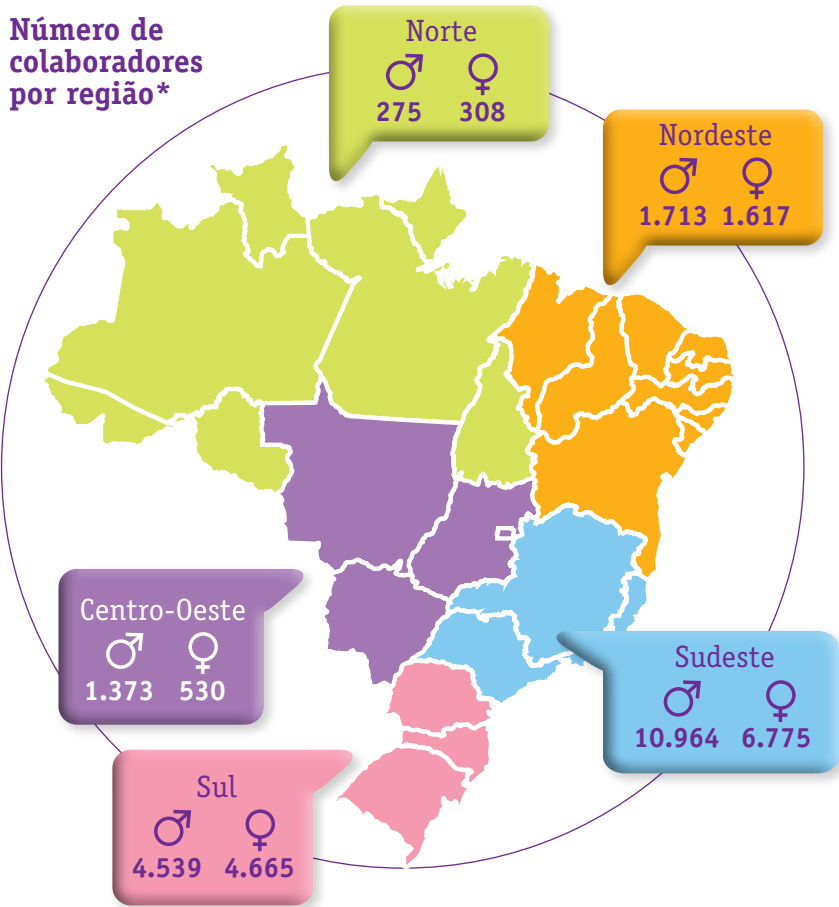 Número de
colaboradores
por região*
Norte
♂ ♀
275 308
Nordeste
♂ ♀
1.713 1.617
Centro-Oeste
♂ ♀
1.373 530
Sudeste
♂ ♀
10.964 6.775
Sul
♂ ♀
4.539 4.665